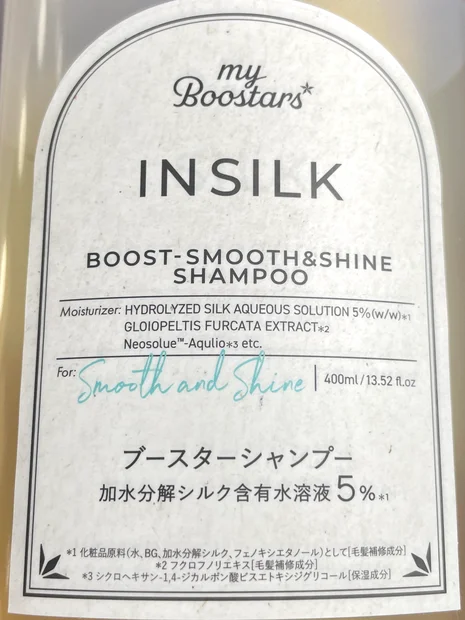 my
Boostars*
INSILK
BOOST-SMOOTH&SHINE
SHAMPOO
Moisturizer: HYDROLYZED SILK AQUEOUS SOLUTION 5%(w/w)*1
GLOIOPELTIS FURCATA EXTRACT*2
Neosolue™-Aqulio*3 etc.
For: Smooth and Shine 400ml/13.52 fl.oz
ブースターシャンプー
加水分解シルク含有水溶液5%*1
*1 化粧品原料(水、BG、加水分解シルク、フェノキシエタノール)として[毛髪補修成分]
*2 フクロフノリエキス[毛髪補修成分]
*3 シクロヘキサン-1,4-ジカルボン酸ビスエトキシジグリコール[保湿成分]